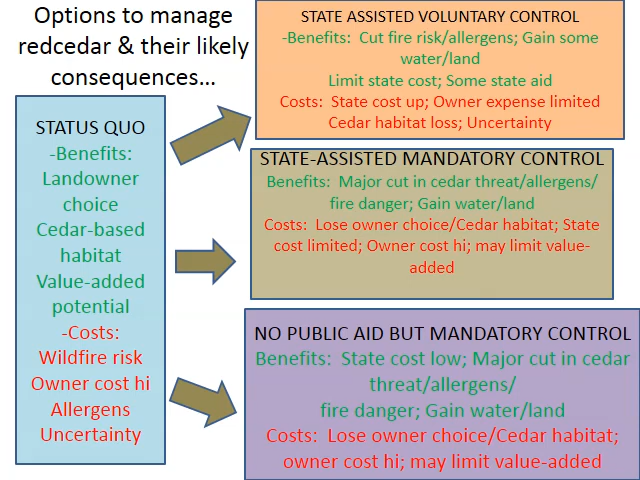 Options to manage
redcedar & their likely
consequences...
STATUS QUO
-Benefits:
Landowner
choice
Cedar-based
habitat
Value-added
potential
-Costs:
Wildfire risk
Owner cost hi
Allergens
Uncertainty
STATE ASSISTED VOLUNTARY CONTROL
-Benefits: Cut fire risk/allergens; Gain some
water/land
Limit state cost; Some state aid
Costs: State cost up; Owner expense limited
Cedar habitat loss; Uncertainty
STATE-ASSISTED MANDATORY CONTROL
Benefits: Major cut in cedar threat/allergens/
fire danger; Gain water/land
Costs: Lose owner choice/Cedar habitat; State
cost limited; Owner cost hi; may limit value-
added
NO PUBLIC AID BUT MANDATORY CONTROL
Benefits: State cost low; Major cut in cedar
threat/allergens/
fire danger; Gain water/land
Costs: Lose owner choice/Cedar habitat;
owner cost hi; may limit value-added